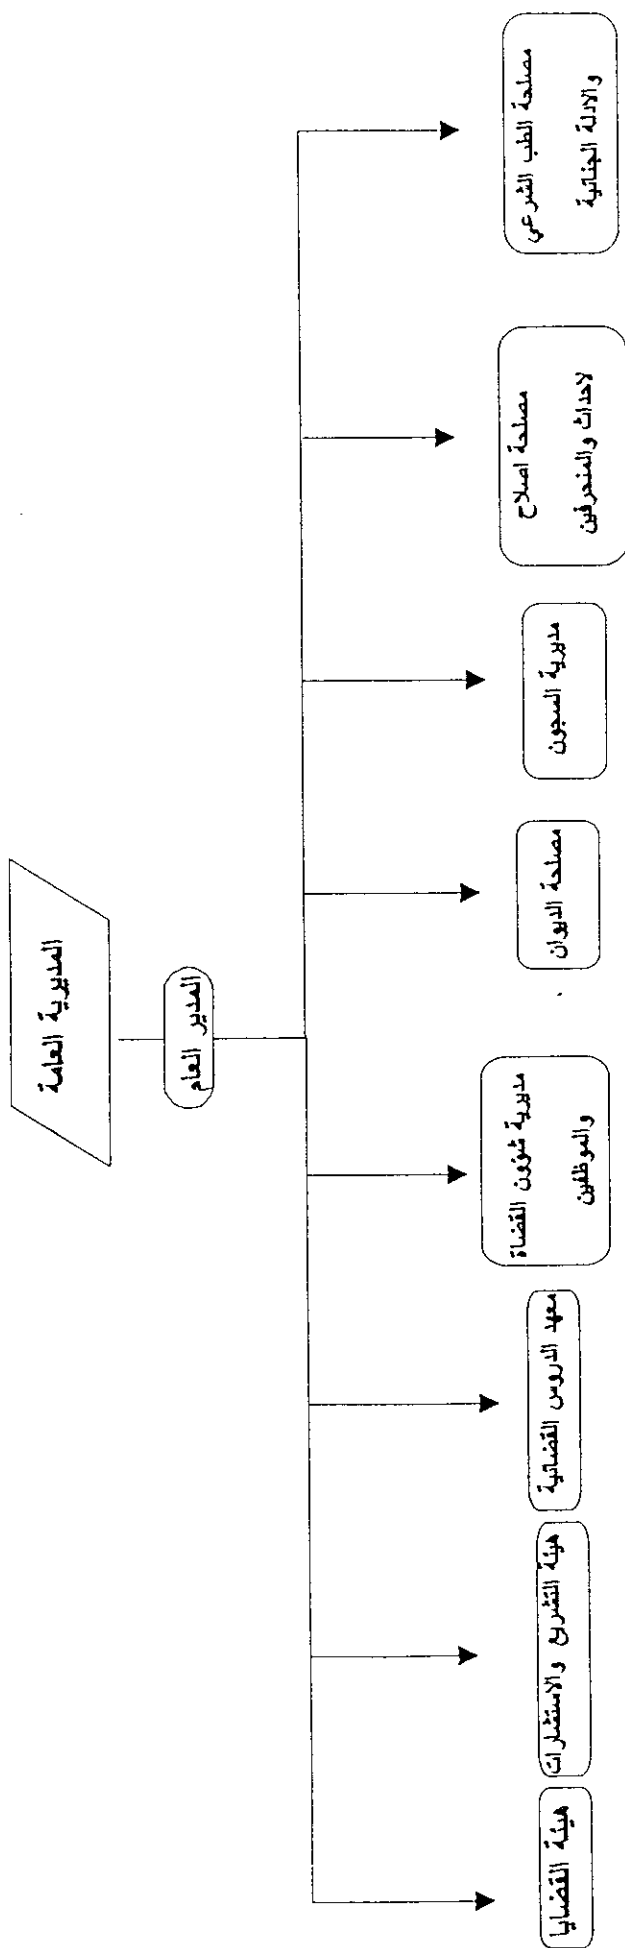 المديرية العامة
المدير العام
مصلحة الطب الشرعي
والادلة الجنائية
مصلحة اصلاح
لاحداث والمنحرفين
مديرية السجون
مصلحة الديوان
مديرية شؤون القضاة
والموظفين
معهد الدروس القضائية
هيئة التشريع والاستشارات
هيئة القضايا